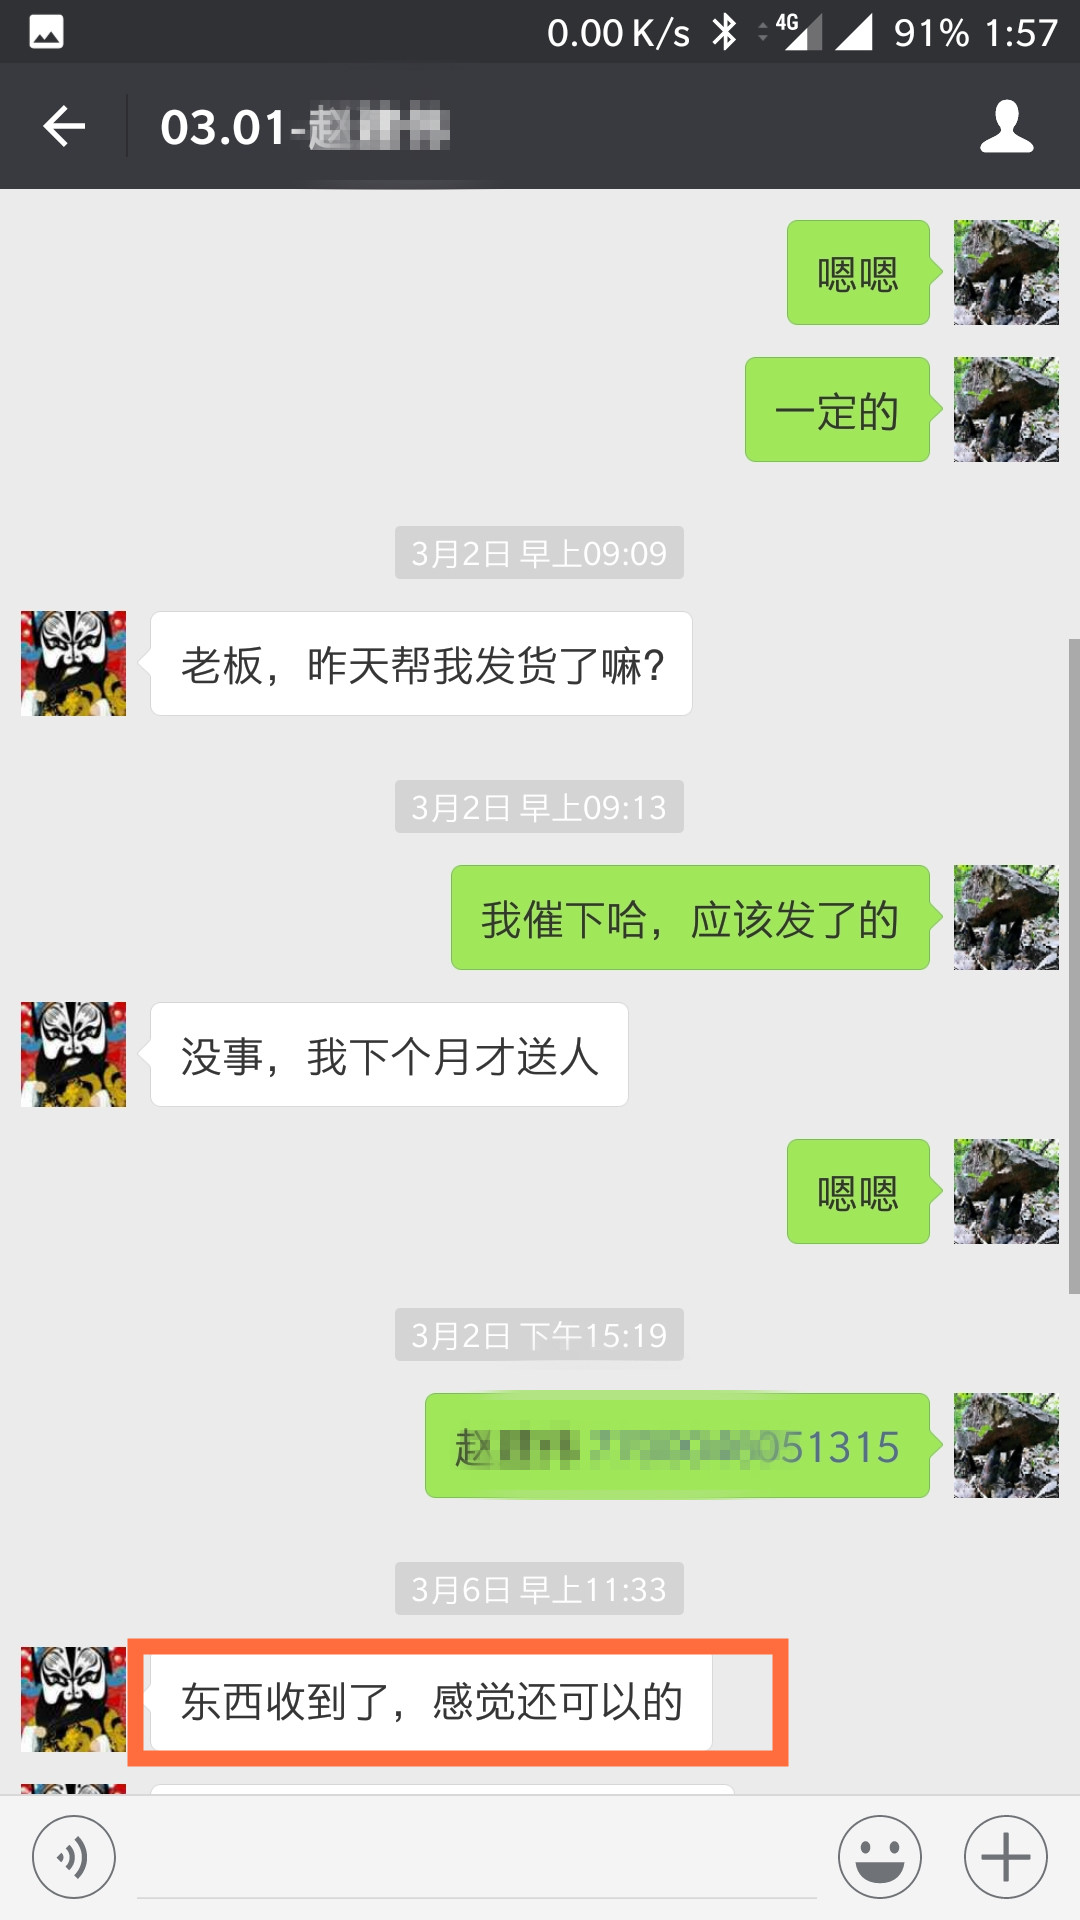 0.00 K/s 4G 91% 1:57
03.01-赵
嗯嗯
一定的
3月2日 早上09:09
老板，昨天帮我发货了嘛?
3月2日 早上09:13
我催下哈，应该发了的
没事，我下个月才送人
嗯嗯
3月2日 下午15:19
赵 051315
3月6日 早上11:33
东西收到了，感觉还可以的